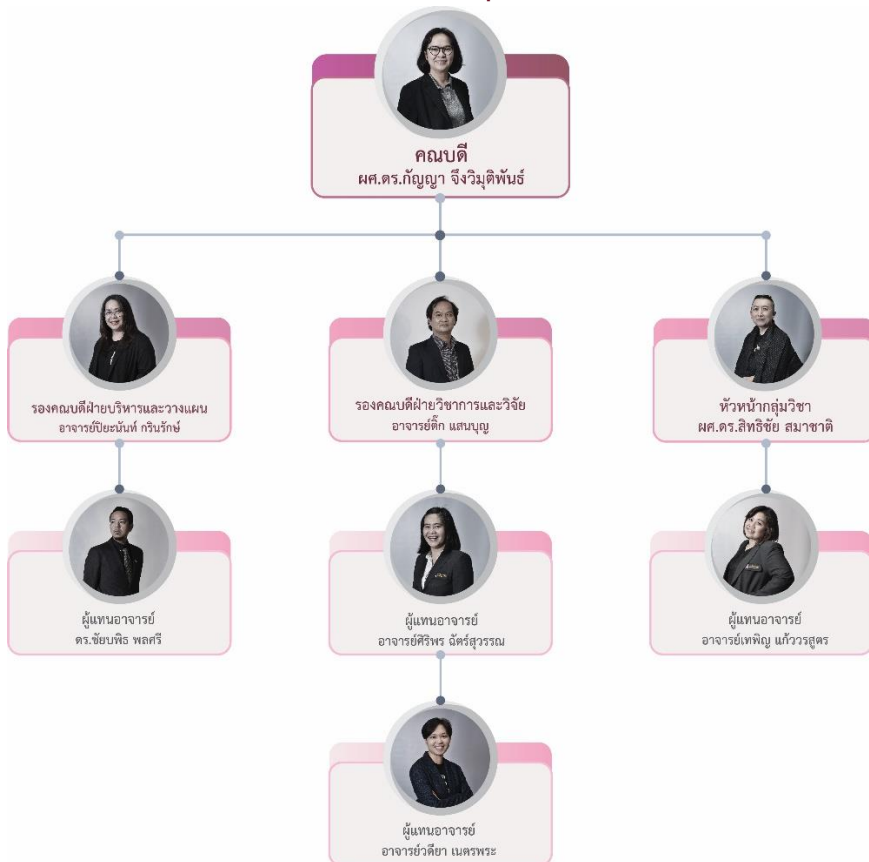 คณบดี
ผศ.ดร.กัญญา จึงวิมุติพันธ์
รองคณบดีฝ่ายบริหารและวางแผน
อาจารย์ปิยะนันท์ กรินรักษ์
รองคณบดีฝ่ายวิชาการและวิจัย
อาจารย์ติ๊ก แสนบุญ
หัวหน้ากลุ่มวิชา
ผศ.ดร.สิทธิชัย สมาชาติ
ผู้แทนอาจารย์
ดร.ชัยบพิธ พลศรี
ผู้แทนอาจารย์
อาจารย์ศิริพร ฉัตร์สุวรรณ
ผู้แทนอาจารย์
อาจารย์เทพิญ แก้ววรสูตร
ผู้แทนอาจารย์
อาจารย์วดียา เนตรพระ